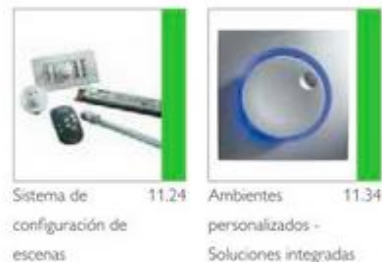 Sistema de 11.24
configuración de
escenas
Ambientes 11.34
personalizados -
Soluciones integradas